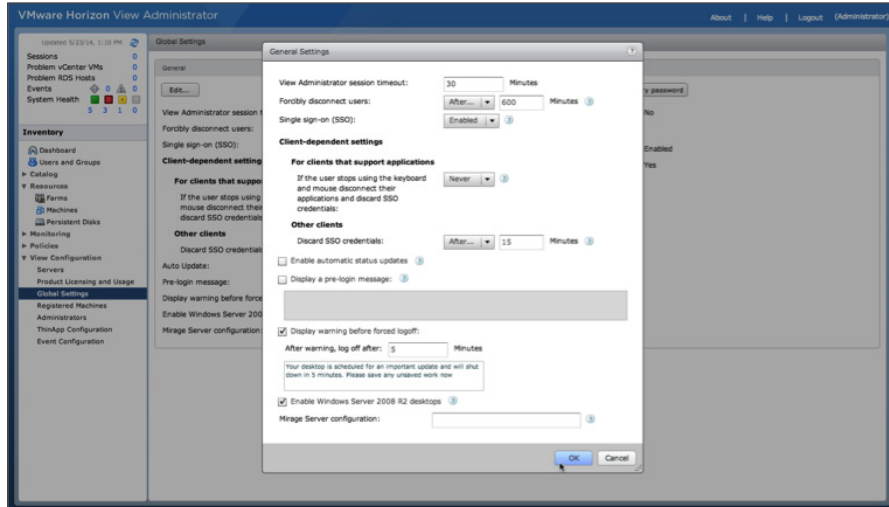 VMware Horizon View Administrator
About | Help | Logout (Administrator)
Updated 5/23/14, 1:10 PM
Sessions 0
Problem vCenter VMs 0
Problem RDS Hosts 0
Events 0 0
System Health
5 3 1 0
Inventory
Dashboard
Users and Groups
Catalog
Resources
Farms
Machines
Persistent Disks
Monitoring
Policies
View Configuration
Servers
Product Licensing and Usage
Global Settings
Registered Machines
Administrators
ThinApp Configuration
Event Configuration
Global Settings
General
Edit...
View Administrator session
Forcibly disconnect users:
Single sign-on (SSO):
Client-dependent setting
For clients that suppo
If the user stops using
mouse disconnect their
discard SSO credentials
Other clients
Discard SSO credentials
Auto Update:
Pre-login message:
Display warning before force
Enable Windows Server 200
Mirage Server configuration:
General Settings
View Administrator session timeout: 30 Minutes
Forcibly disconnect users: After... 600 Minutes
Single sign-on (SSO): Enabled
Client-dependent settings
For clients that support applications
If the user stops using the keyboard Never
and mouse disconnect their
applications and discard SSO
credentials:
Other clients
Discard SSO credentials: After... 15 Minutes
Enable automatic status updates
Display a pre-login message:
Display warning before forced logoff:
After warning, log off after: 5 Minutes
Your desktop is scheduled for an important update and will shut
down in 5 minutes. Please save any unsaved work now
Enable Windows Server 2008 R2 desktops
Mirage Server configuration:
OK Cancel
y password
No
Enabled
Yes